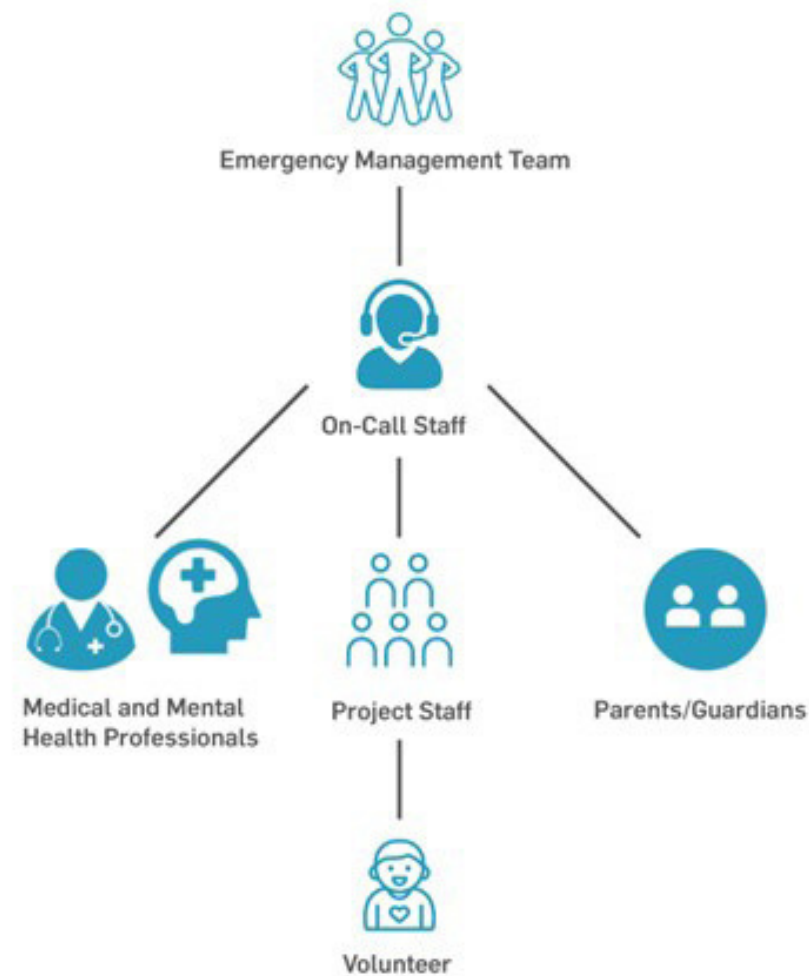 Emergency Management Team
On-Call Staff
Medical and Mental
Health Professionals
Project Staff
Parents/Guardians
Volunteer